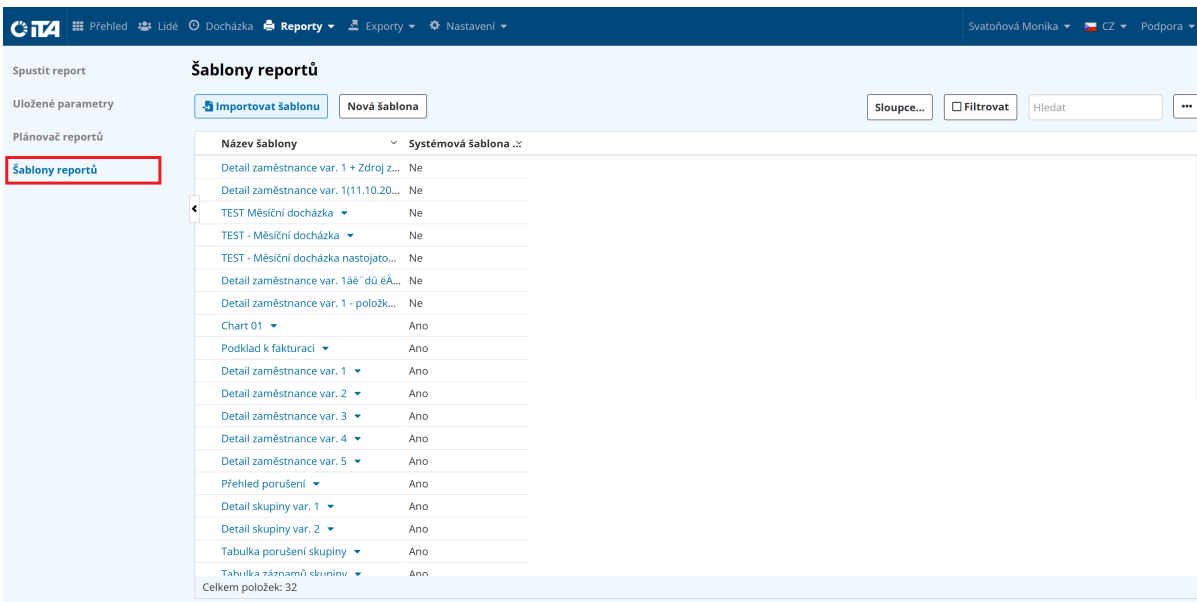 iTA Přehled Lidé Docházka Reporty Exporty Nastavení Svatoňová Monika CZ Podpora
Spustit report
Uložené parametry
Plánovač reportů
Šablony reportů
Šablony reportů
Importovat šablonu Nová šablona Sloupce... Filtrovat Hledat ...
Název šablony Systémová šablona ...
Detail zaměstnance var. 1 + Zdroj z... Ne
Detail zaměstnance var. 1(11.10.20... Ne
TEST Měsíční docházka Ne
TEST - Měsíční docházka Ne
TEST - Měsíční docházka nastojato... Ne
Detail zaměstnance var. 1äë¨dü ëÄ... Ne
Detail zaměstnance var. 1 - položk... Ne
Chart 01 Ano
Podklad k fakturaci Ano
Detail zaměstnance var. 1 Ano
Detail zaměstnance var. 2 Ano
Detail zaměstnance var. 3 Ano
Detail zaměstnance var. 4 Ano
Detail zaměstnance var. 5 Ano
Přehled porušení Ano
Detail skupiny var. 1 Ano
Detail skupiny var. 2 Ano
Tabulka porušení skupiny Ano
Tabulka záznamů skupiny Ano
Celkem položek: 32